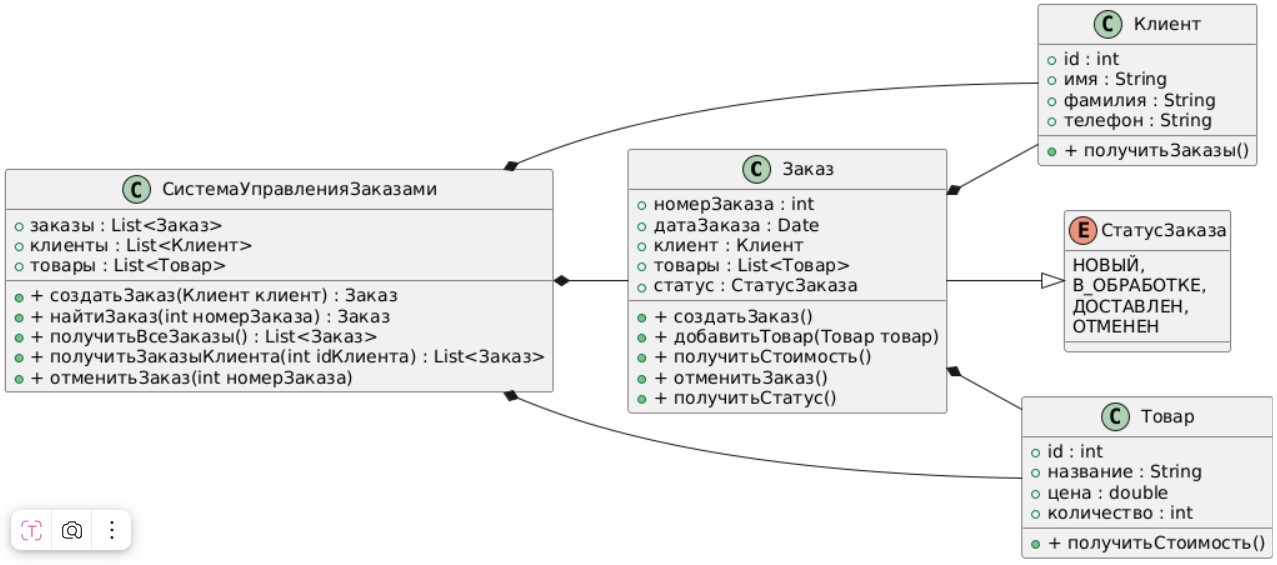 C СистемаУправленияЗаказами
заказы : List<Заказ>
клиенты : List<Клиент>
товары : List<Товар>
+ создатьЗаказ(Клиент клиент) : Заказ
+ найтиЗаказ(int номерЗаказа) : Заказ
+ получитьВсеЗаказы() : List<Заказ>
+ получитьЗаказыКлиента(int idКлиента) : List<Заказ>
+ отменитьЗаказ(int номерЗаказа)
C Заказ
номерЗаказа : int
датаЗаказа : Date
клиент : Клиент
товары : List<Товар>
статус : СтатусЗаказа
+ создатьЗаказ()
+ добавитьТовар(Товар товар)
+ получитьСтоимость()
+ отменитьЗаказ()
+ получитьСтатус()
C Клиент
id : int
имя : String
фамилия : String
телефон : String
+ получитьЗаказы()
E СтатусЗаказа
НОВЫЙ,
В_ОБРАБОТКЕ,
ДОСТАВЛЕН,
ОТМЕНЕН
C Товар
id : int
название : String
цена : double
количество : int
+ получитьСтоимость()
T